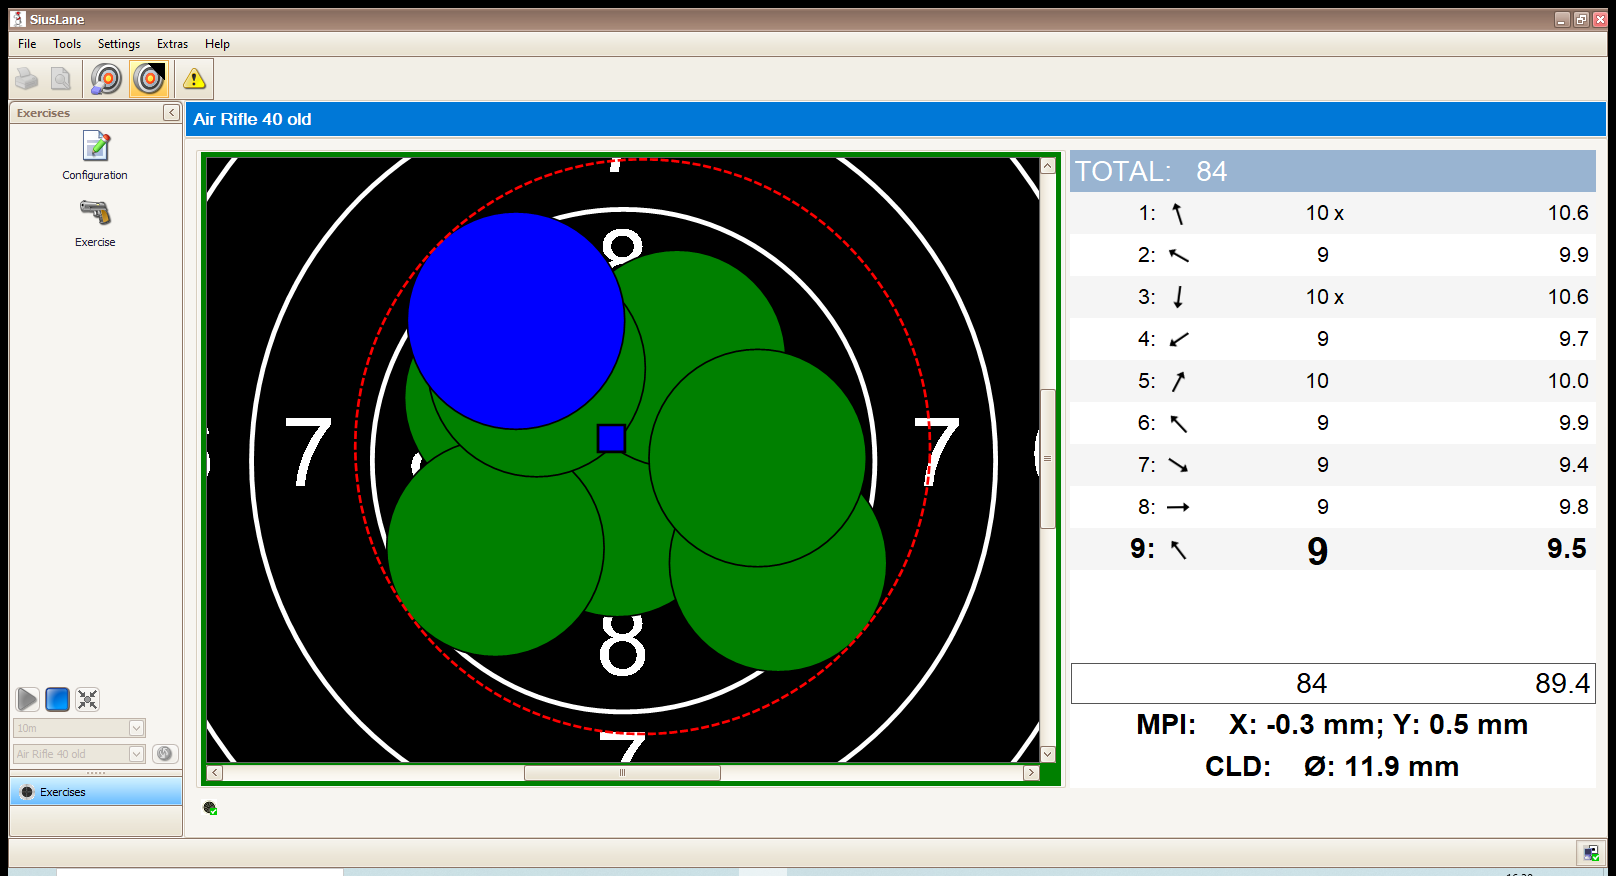 SiusLane
File Tools Settings Extras Help
Exercises
Configuration
Exercise
10m
Air Rifle 40 old
Exercises
Air Rifle 40 old
8
7 7
8
7
TOTAL: 84
1: 10 x 10.6
2: 9 9.9
3: 10 x 10.6
4: 9 9.7
5: 10 10.0
6: 9 9.9
7: 9 9.4
8: 9 9.8
9: 9 9.5
84 89.4
MPI: X: -0.3 mm; Y: 0.5 mm
CLD: Ø: 11.9 mm